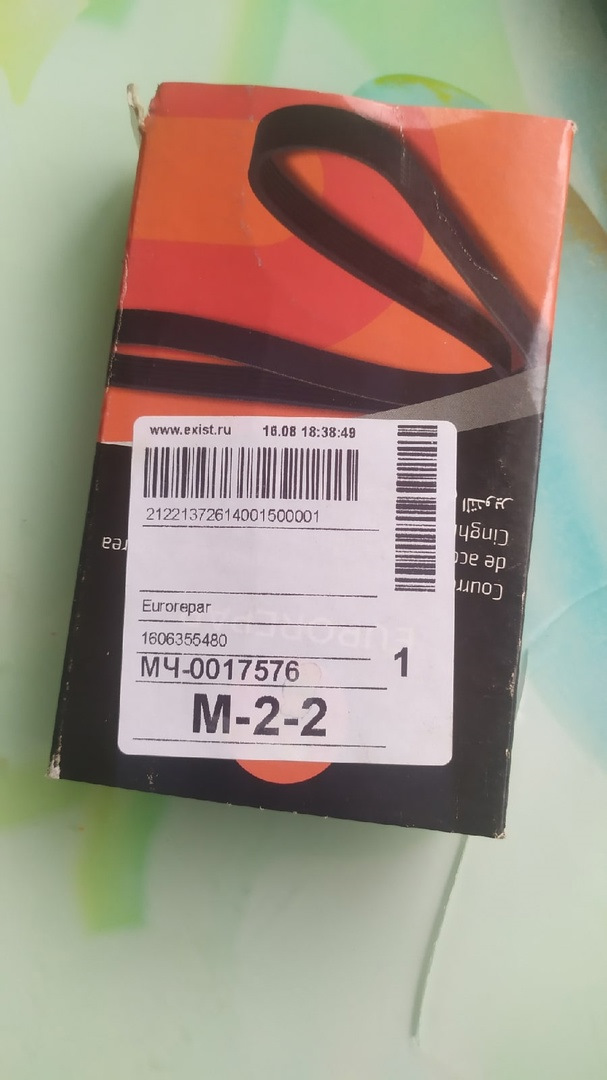 www.exist.ru 16.08 18:38:49
21221372614001500001
Eurorepar
1606355480
МЧ-0017576
1
М-2-2